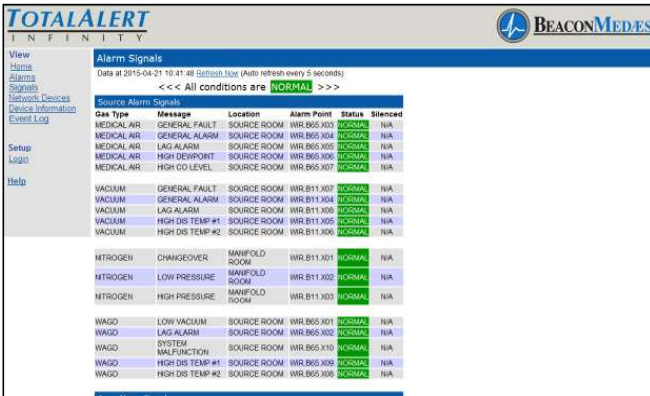 TOTALALERT
INFINITY
BEACONMEDÆS
View
Home
Alarms
Signals
Network Devices
Device Information
Event Log
Setup
Login
Help
Alarm Signals
Data at 2015-04-21 10:41:48 Refresh Now (Auto refresh every 5 seconds)
<<< All conditions are NORMAL >>>
Source Alarm Signals
Gas Type Message Location Alarm Point Status Silenced
MEDICAL AIR GENERAL FAULT SOURCE ROOM WIR.B65.X03 NORMAL N/A
MEDICAL AIR GENERAL ALARM SOURCE ROOM WIR.B65.X04 NORMAL N/A
MEDICAL AIR LAG ALARM SOURCE ROOM WIR.B65.X05 NORMAL N/A
MEDICAL AIR HIGH DEWPOINT SOURCE ROOM WIR.B65.X06 NORMAL N/A
MEDICAL AIR HIGH CO LEVEL SOURCE ROOM WIR.B65.X07 NORMAL N/A
VACUUM GENERAL FAULT SOURCE ROOM WIR.B11.X07 NORMAL N/A
VACUUM GENERAL ALARM SOURCE ROOM WIR.B11.X04 NORMAL N/A
VACUUM LAG ALARM SOURCE ROOM WIR.B11.X08 NORMAL N/A
VACUUM HIGH DIS TEMP #1 SOURCE ROOM WIR.B11.X05 NORMAL N/A
VACUUM HIGH DIS TEMP #2 SOURCE ROOM WIR.B11.X06 NORMAL N/A
NITROGEN CHANGEOVER MANIFOLD ROOM WIR.B11.X01 NORMAL N/A
NITROGEN LOW PRESSURE MANIFOLD ROOM WIR.B11.X02 NORMAL N/A
NITROGEN HIGH PRESSURE MANIFOLD ROOM WIR.B11.X03 NORMAL N/A
WAGD LOW VACUUM SOURCE ROOM WIR.B65.X01 NORMAL N/A
WAGD LAG ALARM SOURCE ROOM WIR.B65.X02 NORMAL N/A
WAGD SYSTEM MALFUNCTION SOURCE ROOM WIR.B65.X10 NORMAL N/A
WAGD HIGH DIS TEMP #1 SOURCE ROOM WIR.B65.X09 NORMAL N/A
WAGD HIGH DIS TEMP #2 SOURCE ROOM WIR.B65.X08 NORMAL N/A